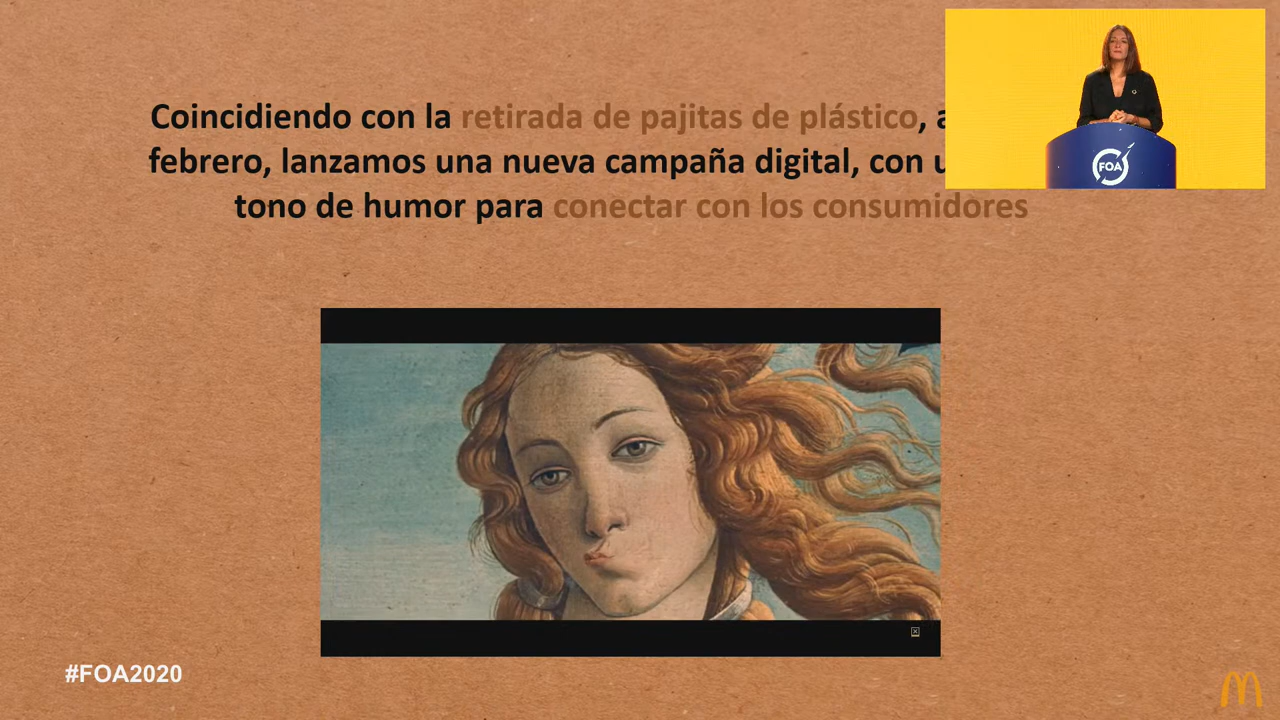 Coincidiendo con la retirada de pajitas de plástico,
febrero, lanzamos una nueva campaña digital, con
tono de humor para conectar con los consumidores
FOA
#FOA2020